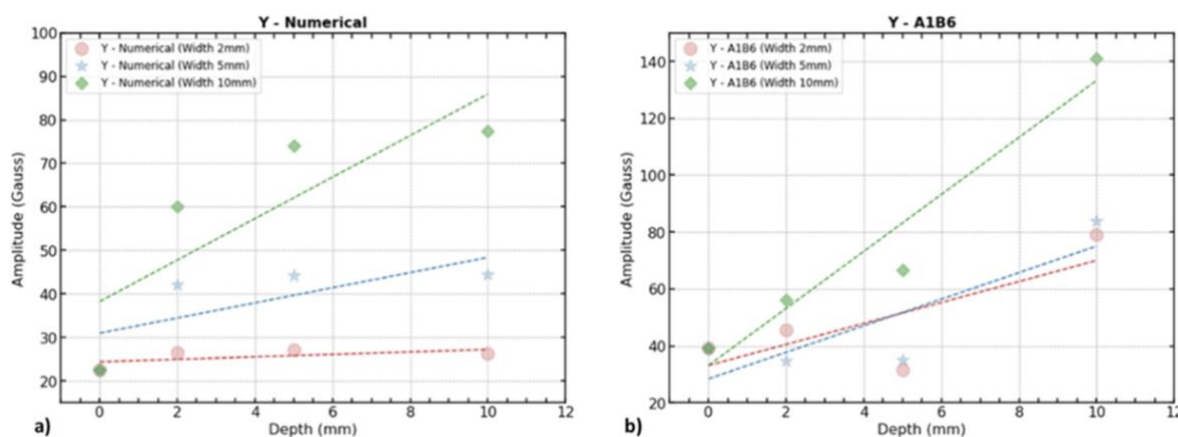 Y - Numerical
Y - Numerical (Width 2mm)
Y - Numerical (Width 5mm)
Y - Numerical (Width 10mm)
Amplitude (Gauss)
100
90
80
70
60
50
40
30
20
0 2 4 6 8 10 12
Depth (mm)
a)
Y - A1B6
Y - A1B6 (Width 2mm)
Y - A1B6 (Width 5mm)
Y - A1B6 (Width 10mm)
Amplitude (Gauss)
140
120
100
80
60
40
20
0 2 4 6 8 10 12
Depth (mm)
b)